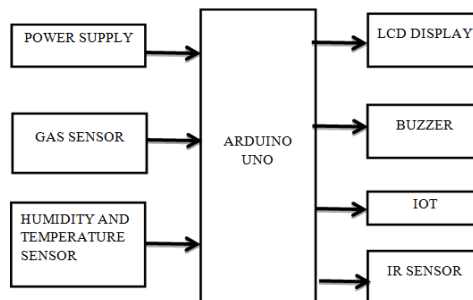 POWER SUPPLY
GAS SENSOR
HUMIDITY AND
TEMPERATURE
SENSOR
ARDUINO
UNO
LCD DISPLAY
BUZZER
IOT
IR SENSOR